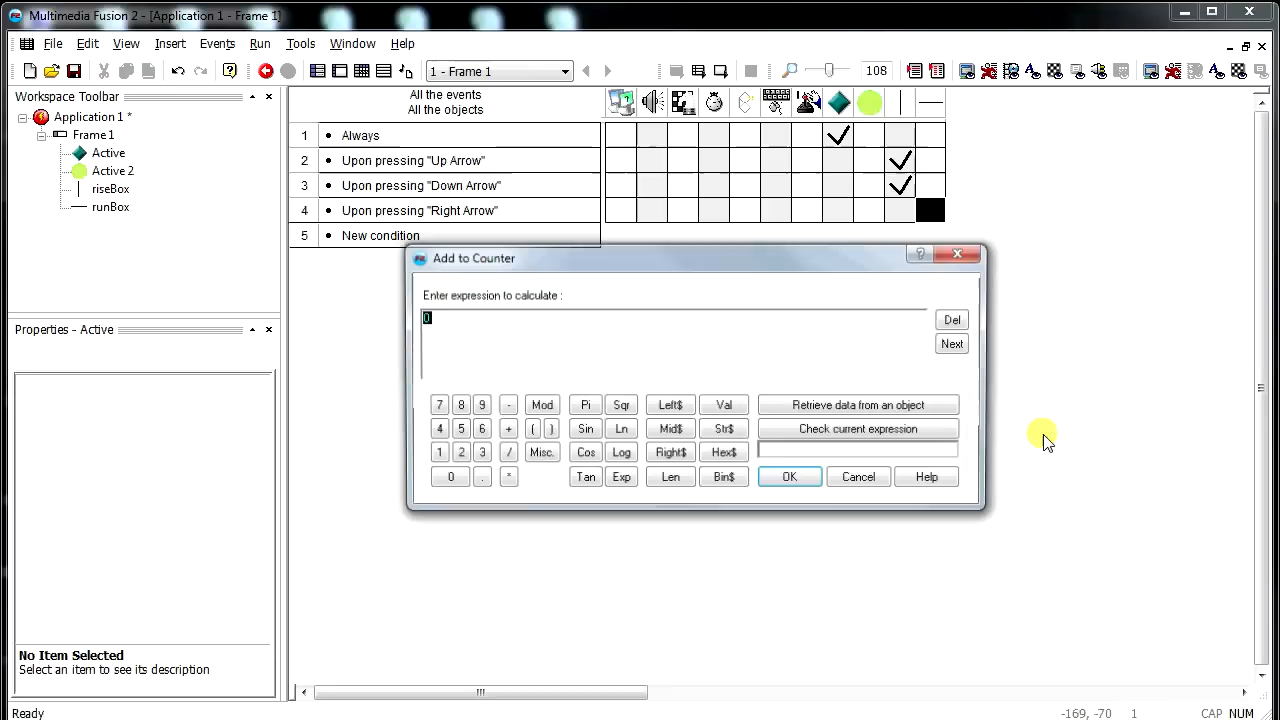 Multimedia Fusion 2 - [Application 1 - Frame 1]
File Edit View Insert Events Run Tools Window Help
1 - Frame 1
108
Workspace Toolbar
Application 1 *
Frame 1
Active
Active 2
riseBox
runBox
Properties - Active
No Item Selected
Select an item to see its description
All the events
All the objects
1 • Always
2 • Upon pressing "Up Arrow"
3 • Upon pressing "Down Arrow"
4 • Upon pressing "Right Arrow"
5 • New condition
Add to Counter
Enter expression to calculate :
0
Del
Next
7 8 9 - Mod Pi Sqr Left$ Val Retrieve data from an object
4 5 6 + ( ) Sin Ln Mid$ Str$ Check current expression
1 2 3 / Misc. Cos Log Right$ Hex$
0 . * Tan Exp Len Bin$ OK Cancel Help
Ready
-169, -70 1 CAP NUM